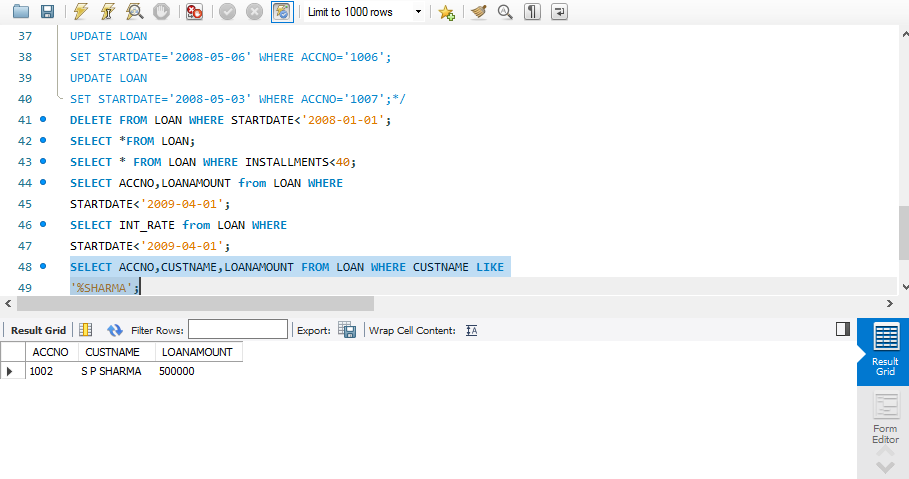 Limit to 1000 rows
37 UPDATE LOAN
38 SET STARTDATE='2008-05-06' WHERE ACCNO='1006';
39 UPDATE LOAN
40 SET STARTDATE='2008-05-03' WHERE ACCNO='1007';*/
41 DELETE FROM LOAN WHERE STARTDATE<'2008-01-01';
42 SELECT *FROM LOAN;
43 SELECT * FROM LOAN WHERE INSTALLMENTS<40;
44 SELECT ACCNO,LOANAMOUNT from LOAN WHERE
45 STARTDATE<'2009-04-01';
46 SELECT INT_RATE from LOAN WHERE
47 STARTDATE<'2009-04-01';
48 SELECT ACCNO,CUSTNAME,LOANAMOUNT FROM LOAN WHERE CUSTNAME LIKE
49 '%SHARMA';
Result Grid Filter Rows: Export: Wrap Cell Content:
ACCNO CUSTNAME LOANAMOUNT
1002 S P SHARMA 500000
Result
Grid
Form
Editor